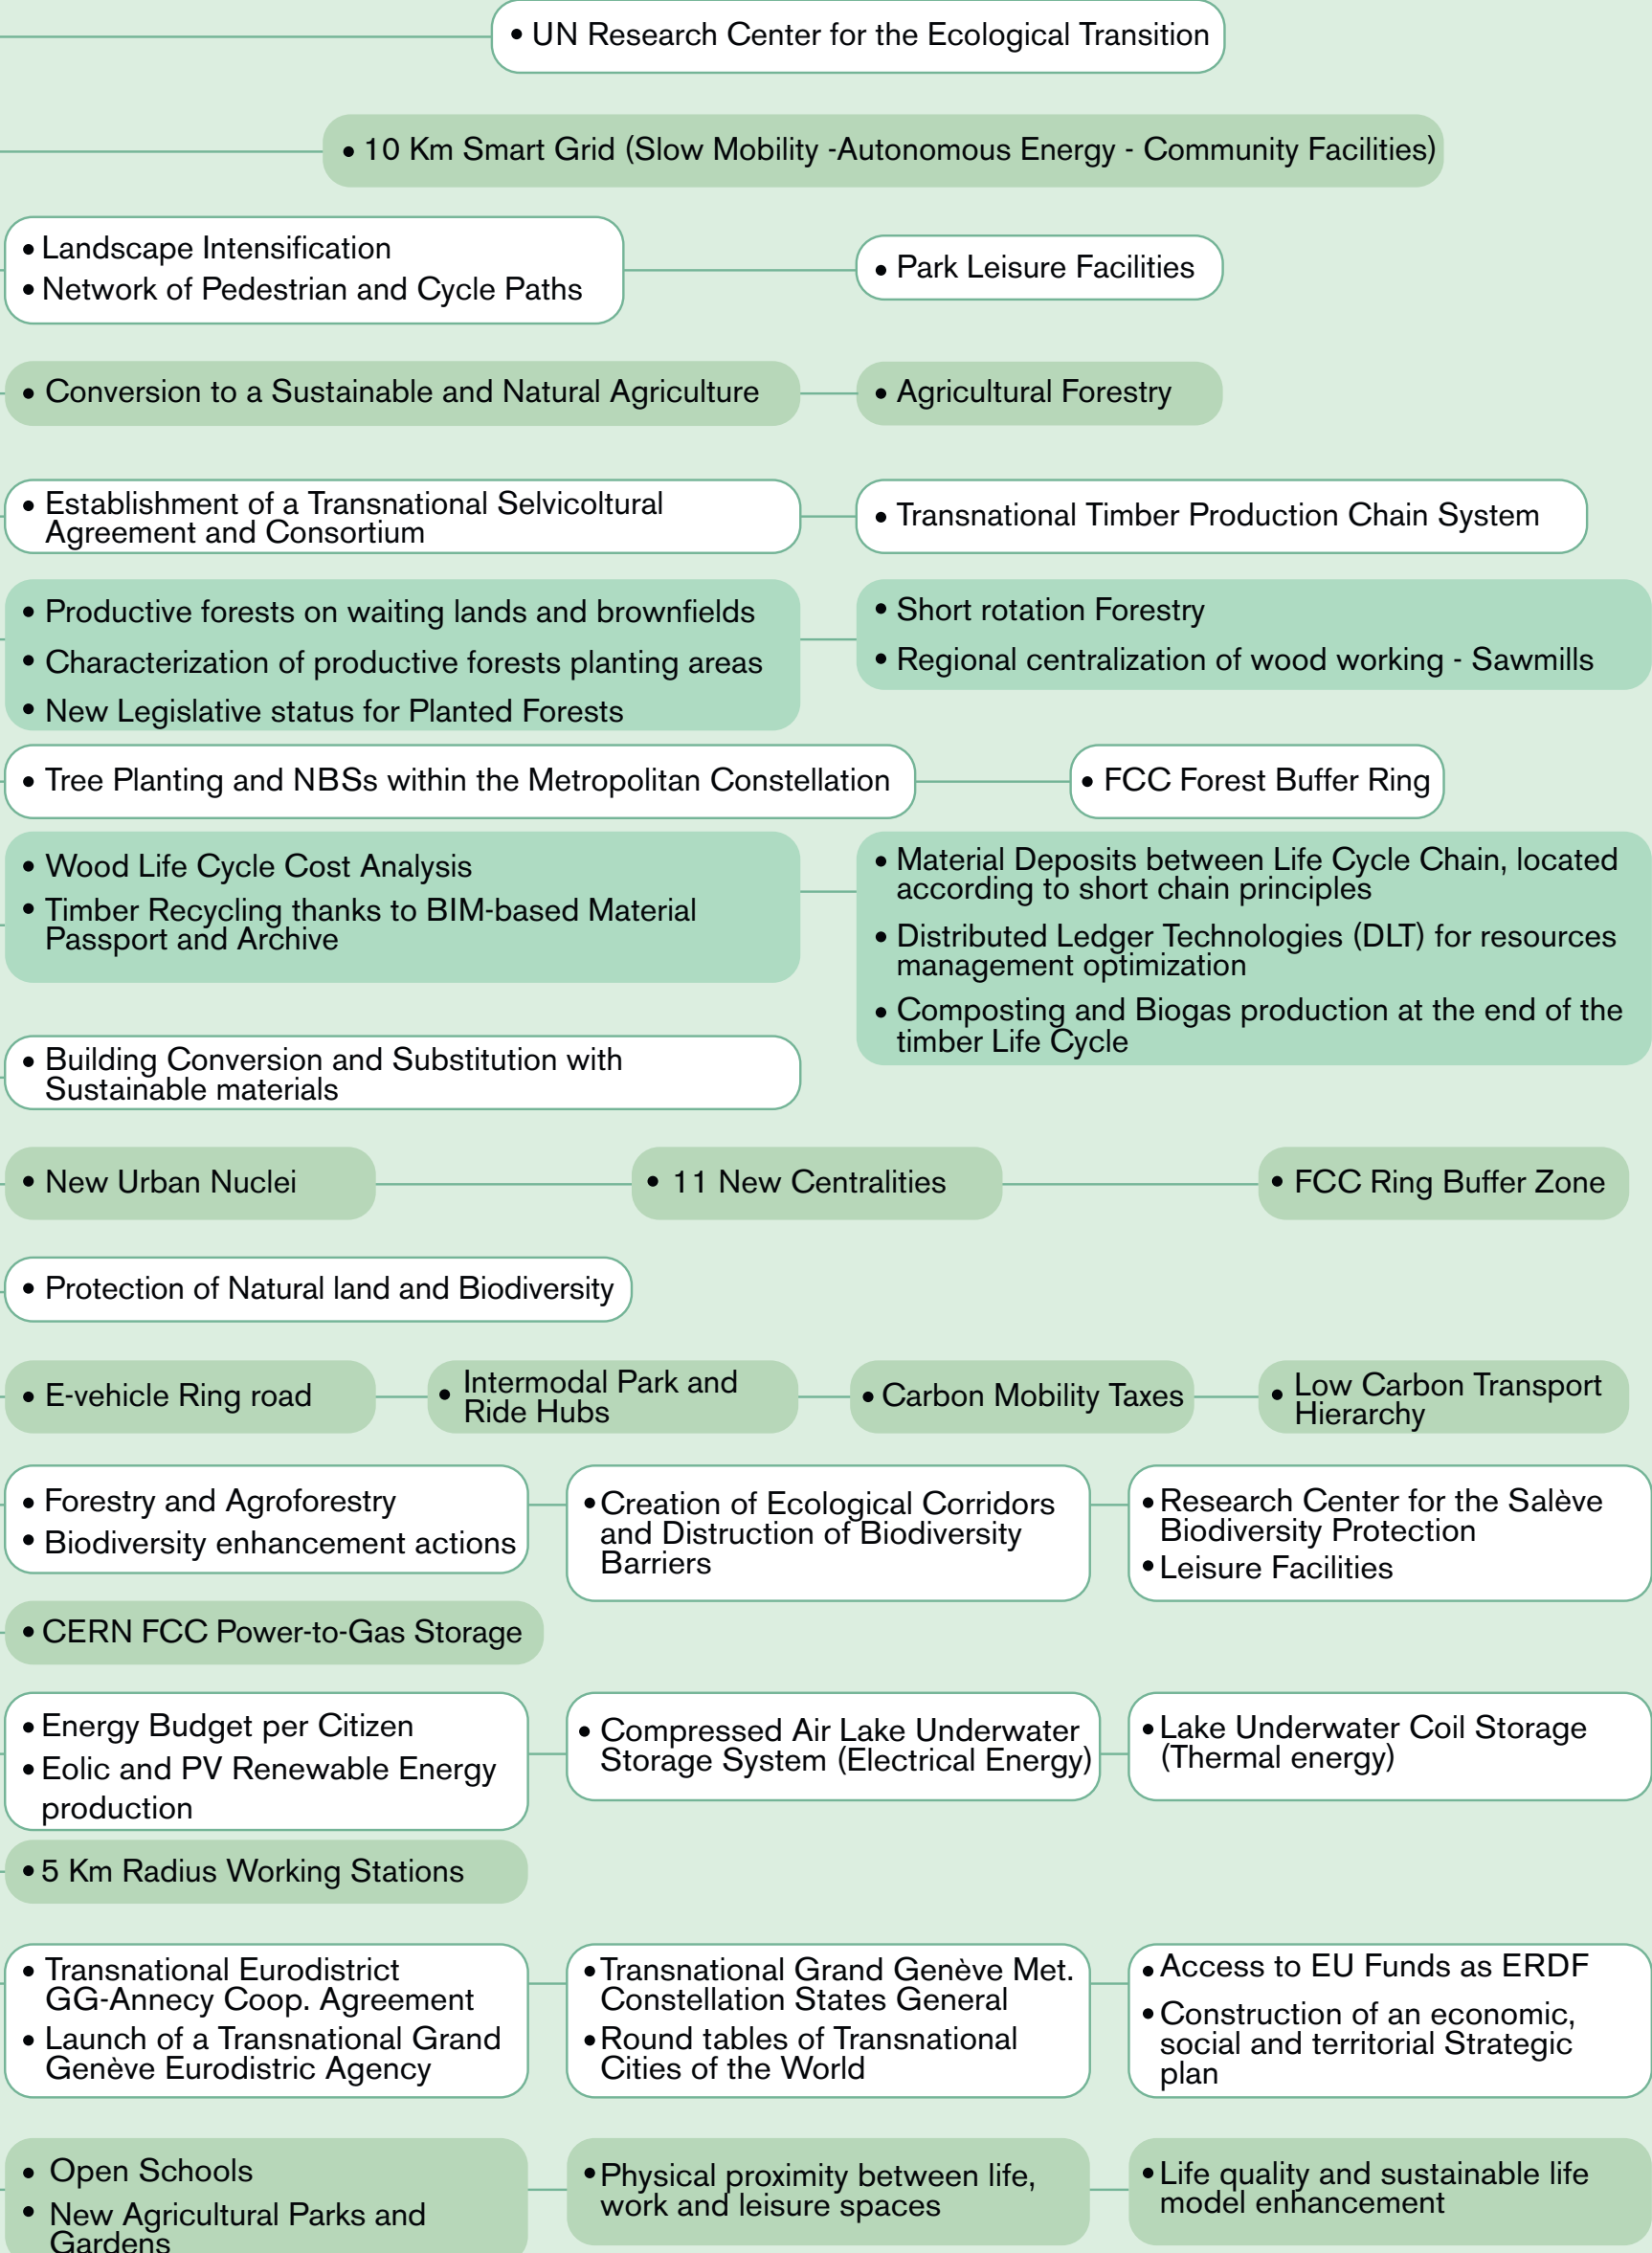 • UN Research Center for the Ecological Transition
• 10 Km Smart Grid (Slow Mobility -Autonomous Energy - Community Facilities)
• Landscape Intensification
• Network of Pedestrian and Cycle Paths
• Park Leisure Facilities
• Conversion to a Sustainable and Natural Agriculture
• Agricultural Forestry
• Establishment of a Transnational Selvicoltural
Agreement and Consortium
• Transnational Timber Production Chain System
• Productive forests on waiting lands and brownfields
• Characterization of productive forests planting areas
• New Legislative status for Planted Forests
• Short rotation Forestry
• Regional centralization of wood working - Sawmills
• Tree Planting and NBSs within the Metropolitan Constellation
• FCC Forest Buffer Ring
• Wood Life Cycle Cost Analysis
• Timber Recycling thanks to BIM-based Material
Passport and Archive
• Material Deposits between Life Cycle Chain, located
according to short chain principles
• Distributed Ledger Technologies (DLT) for resources
management optimization
• Composting and Biogas production at the end of the
timber Life Cycle
• Building Conversion and Substitution with
Sustainable materials
• New Urban Nuclei
• 11 New Centralities
• FCC Ring Buffer Zone
• Protection of Natural land and Biodiversity
• E-vehicle Ring road
• Intermodal Park and
Ride Hubs
• Carbon Mobility Taxes
• Low Carbon Transport
Hierarchy
• Forestry and Agroforestry
• Biodiversity enhancement actions
• Creation of Ecological Corridors
and Distruction of Biodiversity
Barriers
• Research Center for the Salève
Biodiversity Protection
• Leisure Facilities
• CERN FCC Power-to-Gas Storage
• Energy Budget per Citizen
• Eolic and PV Renewable Energy
production
• Compressed Air Lake Underwater
Storage System (Electrical Energy)
• Lake Underwater Coil Storage
(Thermal energy)
• 5 Km Radius Working Stations
• Transnational Eurodistrict
GG-Annecy Coop. Agreement
• Launch of a Transnational Grand
Genève Eurodistric Agency
• Transnational Grand Genève Met.
Constellation States General
• Round tables of Transnational
Cities of the World
• Access to EU Funds as ERDF
• Construction of an economic,
social and territorial Strategic
plan
• Open Schools
• New Agricultural Parks and
Gardens
• Physical proximity between life,
work and leisure spaces
• Life quality and sustainable life
model enhancement